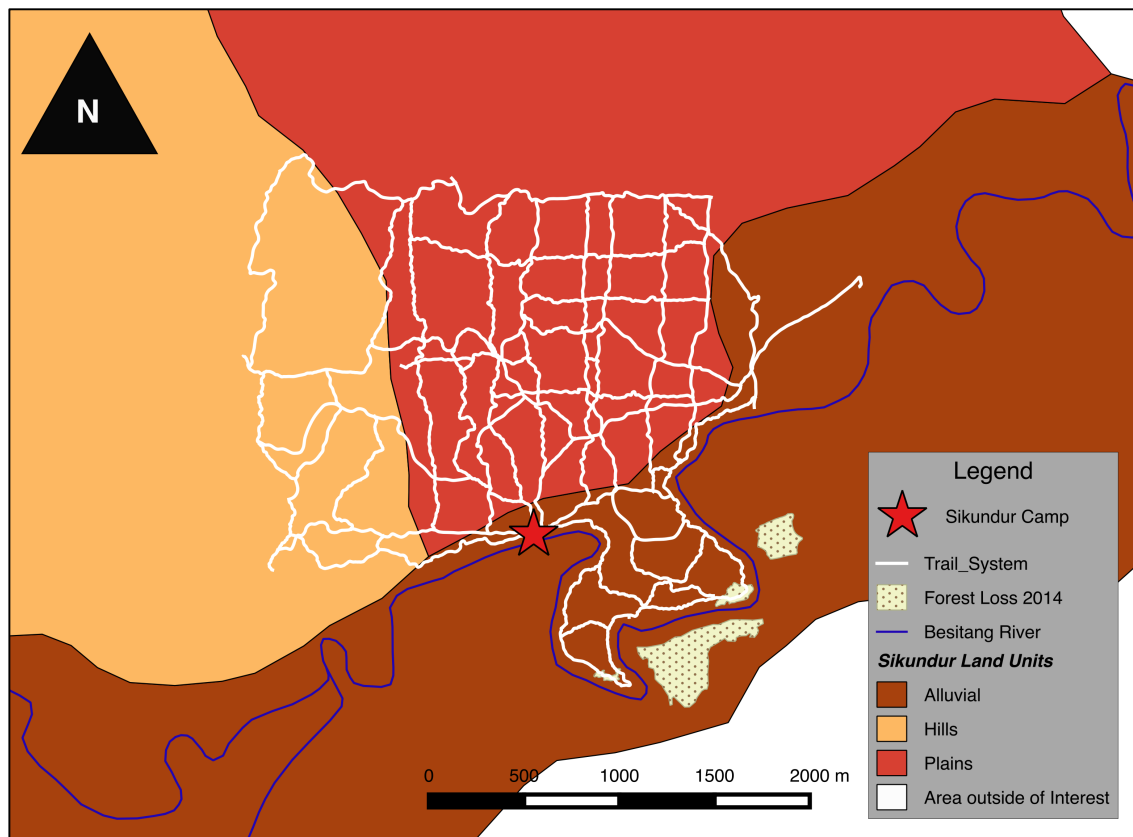 N
Legend
Sikundur Camp
Trail_System
Forest Loss 2014
Besitang River
Sikundur Land Units
Alluvial
Hills
Plains
Area outside of Interest
0 500 1000 1500 2000 m